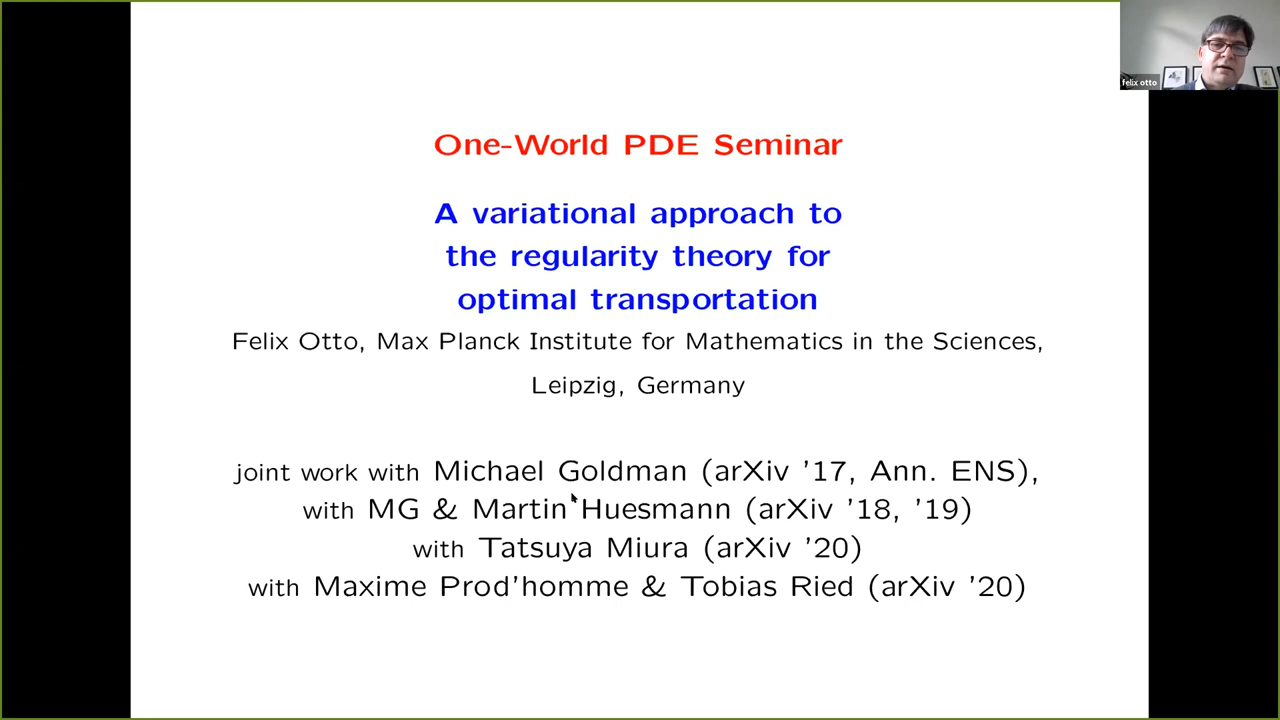 felix otto
One-World PDE Seminar
A variational approach to
the regularity theory for
optimal transportation
Felix Otto, Max Planck Institute for Mathematics in the Sciences,
Leipzig, Germany
joint work with Michael Goldman (arXiv '17, Ann. ENS),
with MG & Martin Huesmann (arXiv '18, '19)
with Tatsuya Miura (arXiv '20)
with Maxime Prod'homme & Tobias Ried (arXiv '20)